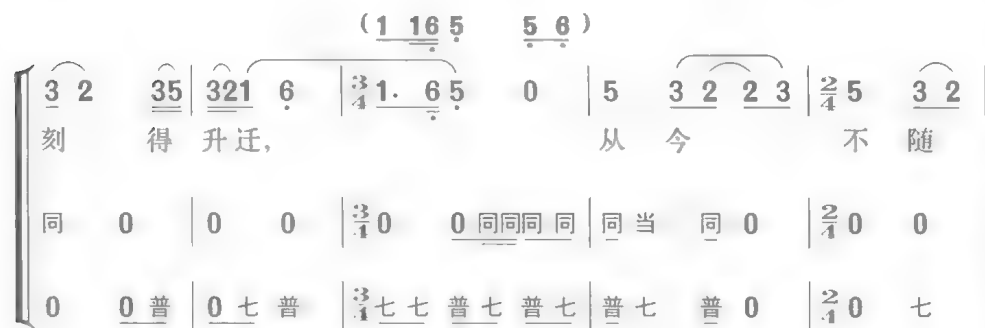 (1 16 5 5 6)
3 2 35 321 6 | 3/4 1. 6 5 0 | 5 3 2 2 3 | 2/4 5 3 2
刻 得 升迁, 从 今 不 随
同 0 | 0 0 | 3/4 0 0 同同同 同 | 同 当 同 0 | 2/4 0 0
0 0 普 | 0 七 普 | 3/4 七 七 普 七 普 七 | 普 七 普 0 | 2/4 0 七